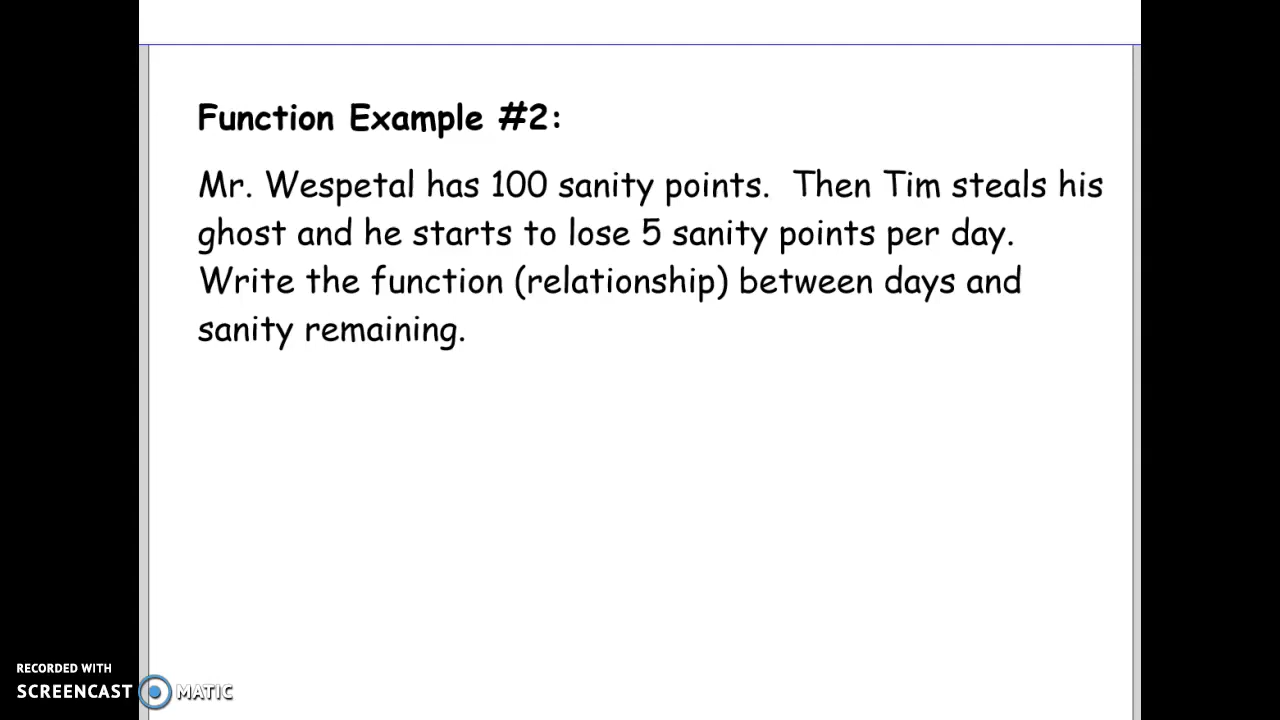 Function Example #2:
Mr. Wespetal has 100 sanity points. Then Tim steals his
ghost and he starts to lose 5 sanity points per day.
Write the function (relationship) between days and
sanity remaining.
RECORDED WITH
SCREENCAST MATIC